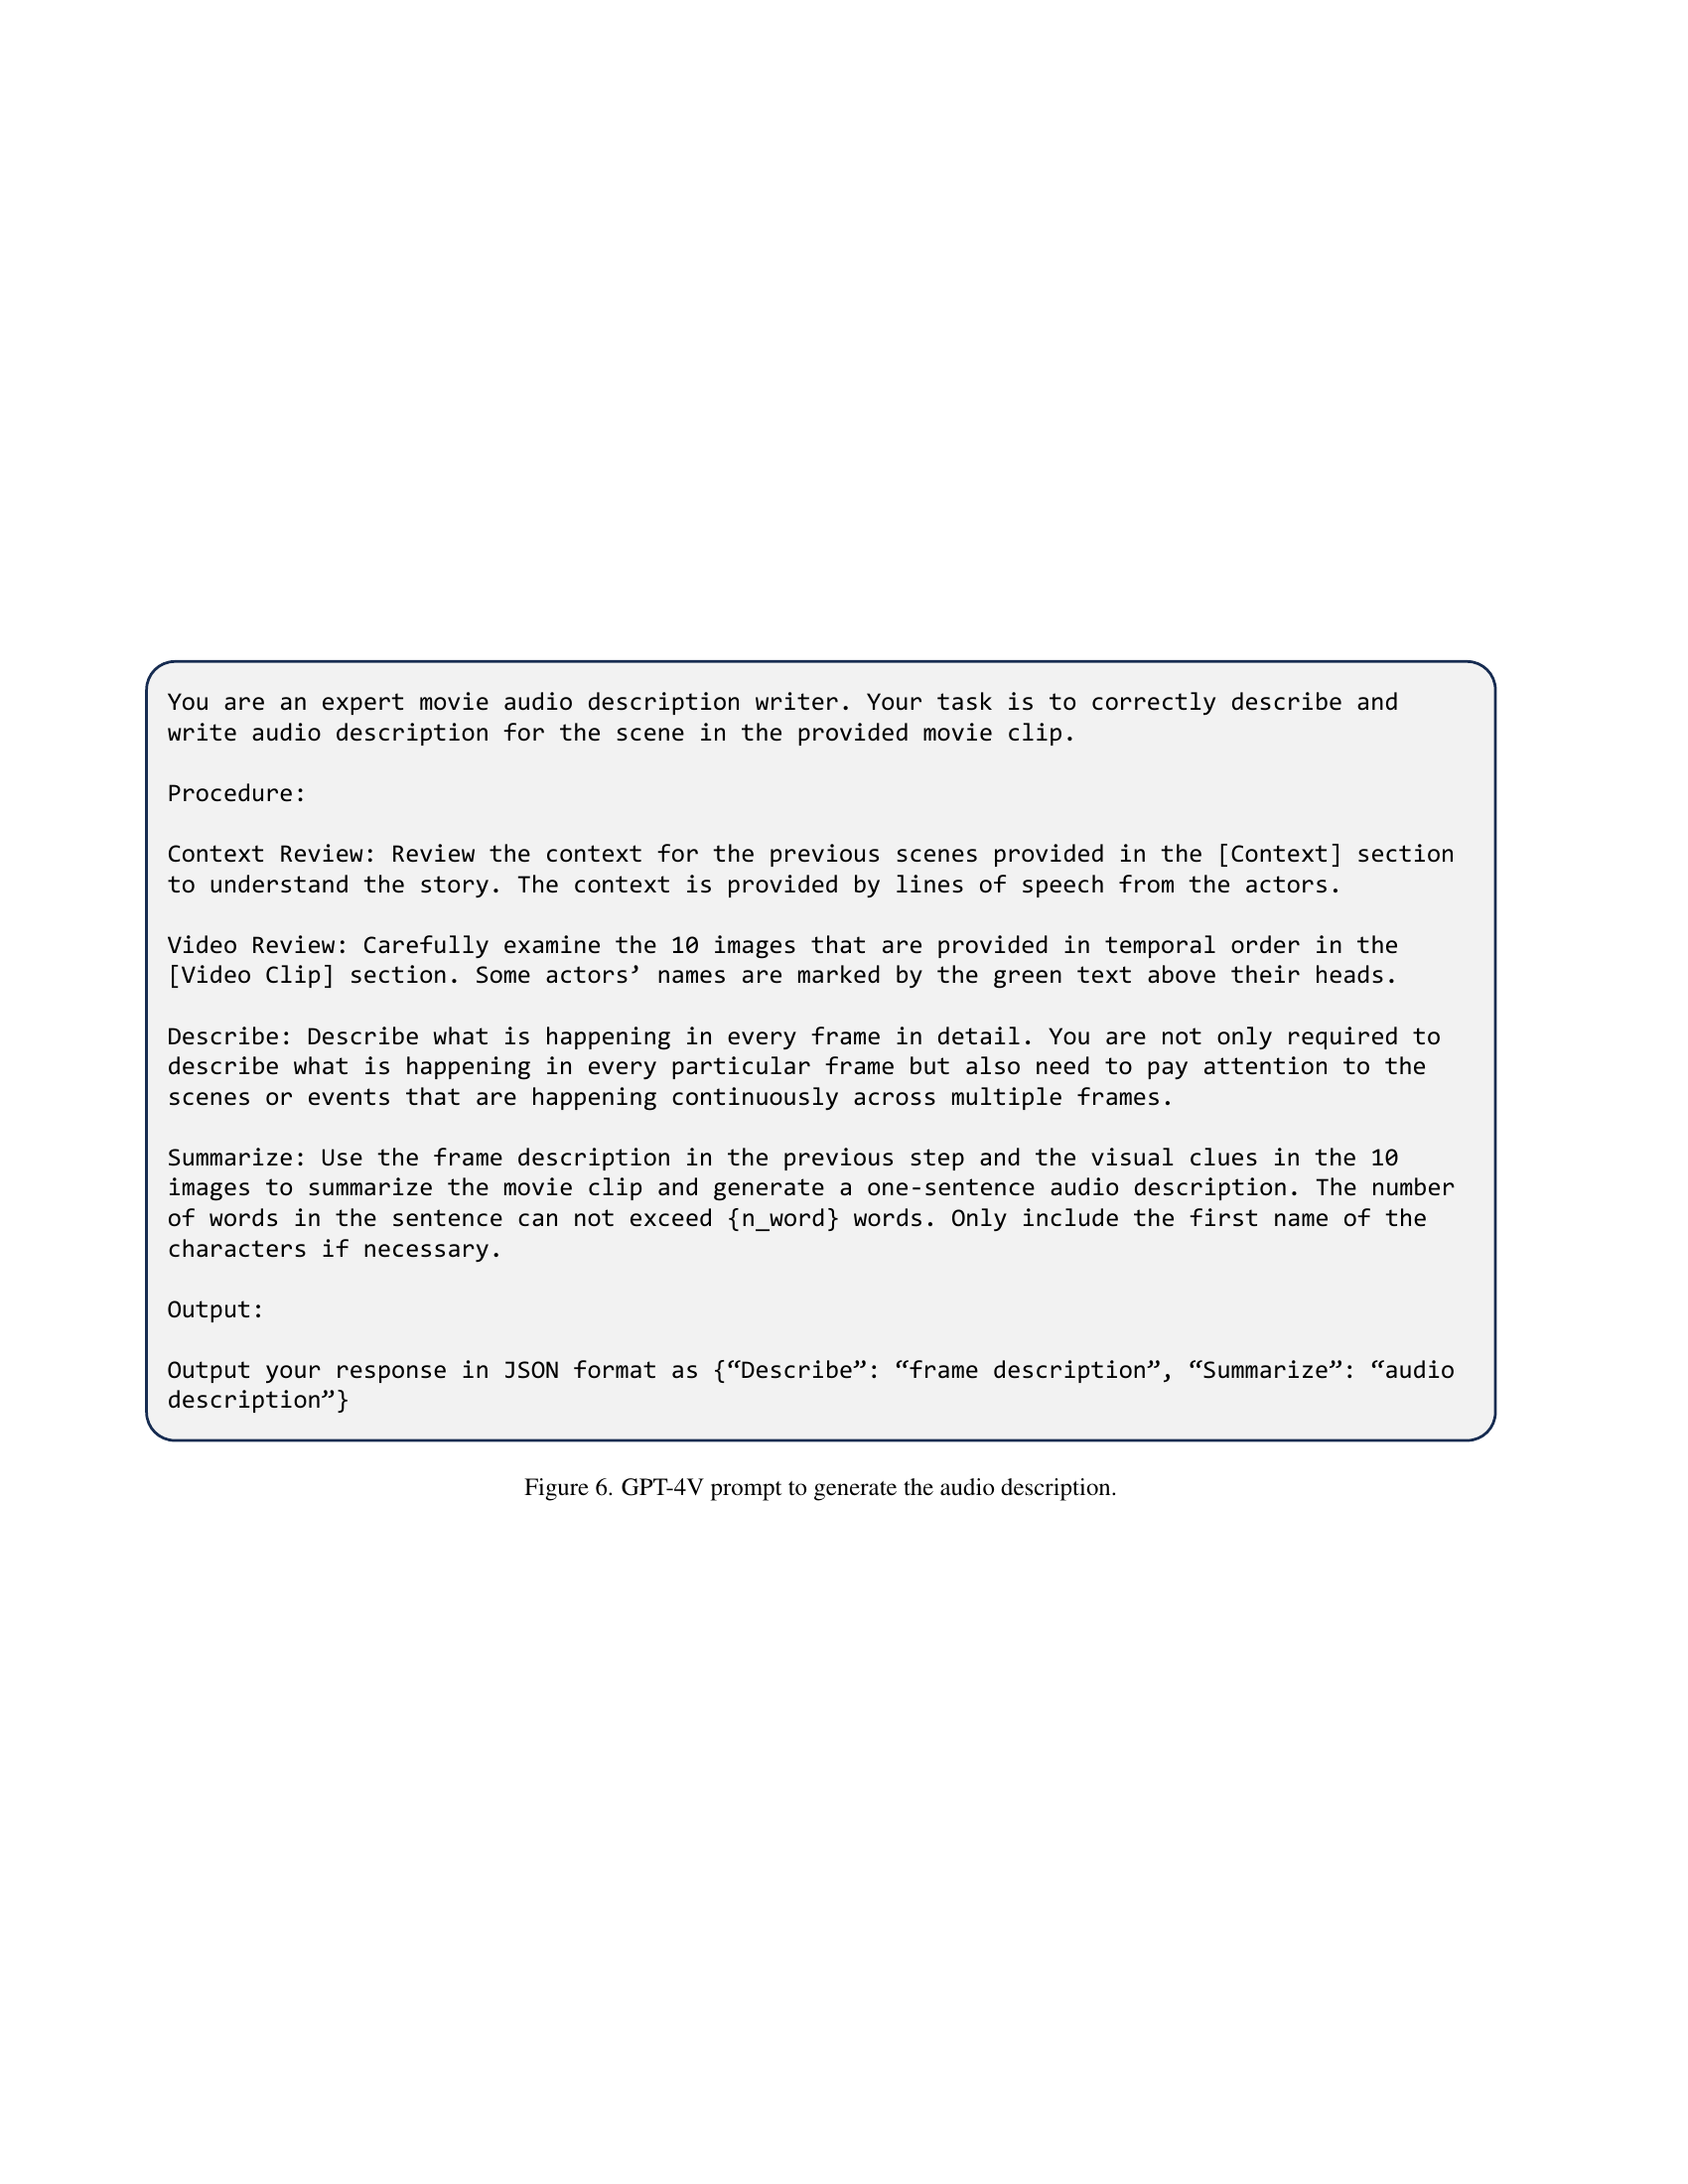 You are an expert movie audio description writer. Your task is to correctly describe and
write audio description for the scene in the provided movie clip.
Procedure:
Context Review: Review the context for the previous scenes provided in the [Context] section
to understand the story. The context is provided by lines of speech from the actors.
Video Review: Carefully examine the 10 images that are provided in temporal order in the
[Video Clip] section. Some actors’ names are marked by the green text above their heads.
Describe: Describe what is happening in every frame in detail. You are not only required to
describe what is happening in every particular frame but also need to pay attention to the
scenes or events that are happening continuously across multiple frames.
Summarize: Use the frame description in the previous step and the visual clues in the 10
images to summarize the movie clip and generate a one-sentence audio description. The number
of words in the sentence can not exceed {n_word} words. Only include the first name of the
characters if necessary.
Output:
Output your response in JSON format as {“Describe”: “frame description”, “Summarize”: “audio
description”}
Figure 6. GPT-4V prompt to generate the audio description.